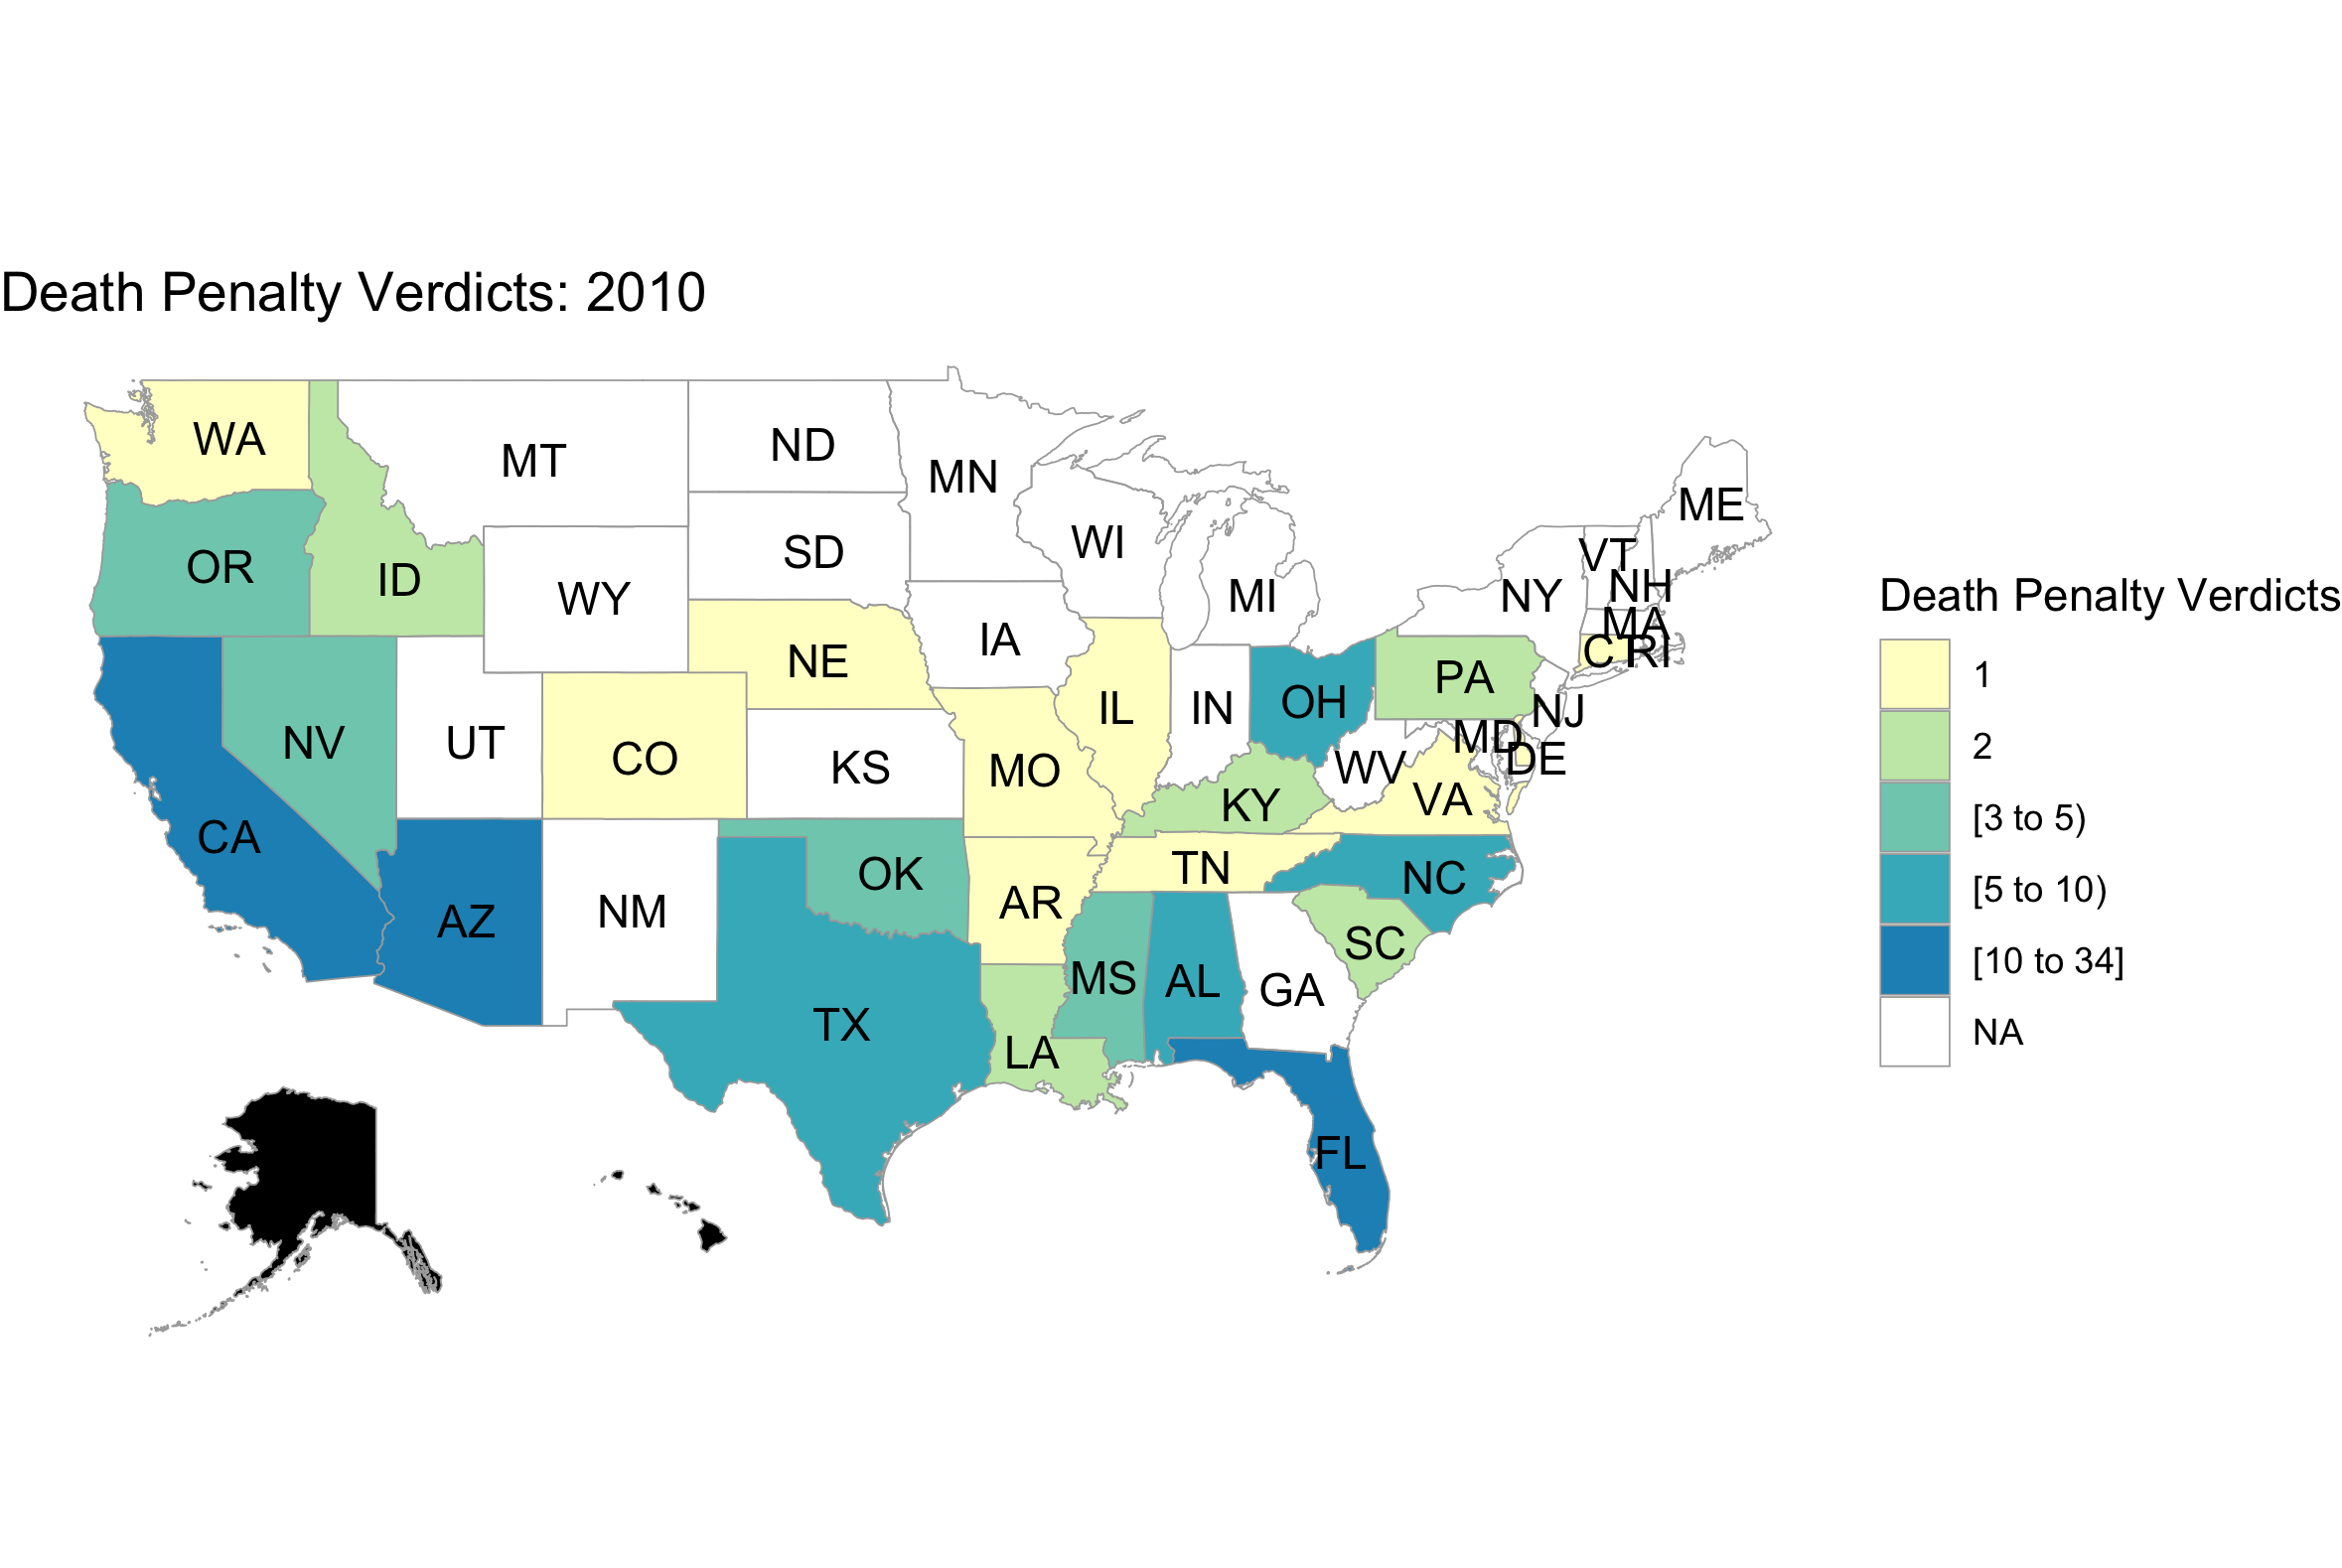 Death Penalty Verdicts: 2010
WA
MT
ND
MN
ME
OR
ID
SD
WI
VT
WY
MI
NY
NH
MA
IA
NE
CT
RI
PA
NV
UT
CO
IL
IN
OH
NJ
KS
MO
WV
MD
DE
VA
KY
CA
AZ
NM
OK
AR
TN
NC
SC
MS
AL
GA
TX
LA
FL
Death Penalty Verdicts
1
2
[3 to 5)
[5 to 10)
[10 to 34]
NA